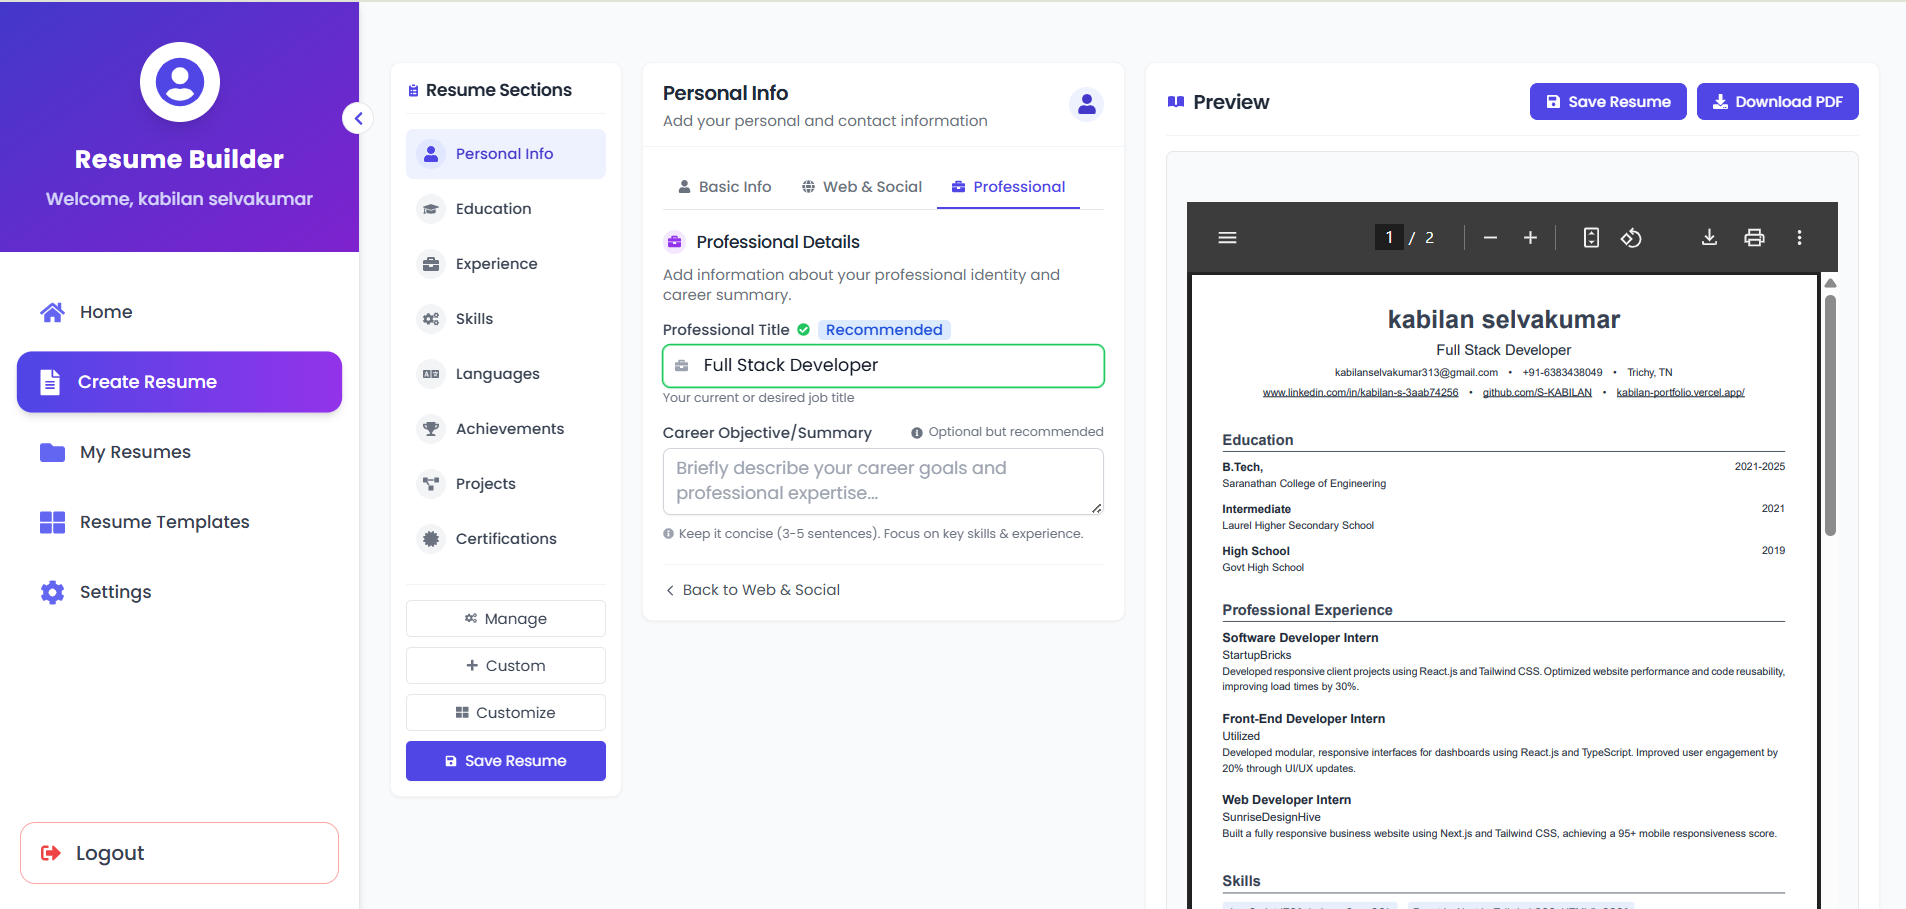 Resume Builder
Welcome, kabilan selvakumar
Home
Create Resume
My Resumes
Resume Templates
Settings
Logout
Resume Sections
Personal Info
Education
Experience
Skills
Languages
Achievements
Projects
Certifications
Manage
Custom
Customize
Save Resume
Personal Info
Add your personal and contact information
Basic Info
Web & Social
Professional
Professional Details
Add information about your professional identity and
career summary.
Professional Title Recommended
Full Stack Developer
Your current or desired job title
Career Objective/Summary Optional but recommended
Briefly describe your career goals and
professional expertise...
Keep it concise (3-5 sentences). Focus on key skills & experience.
Back to Web & Social
Preview
Save Resume
Download PDF
1 / 2
kabilan selvakumar
Full Stack Developer
kabilanselvakumar313@gmail.com • +91-6383438049 • Trichy, TN
www.linkedin.com/in/kabilan-s-3aab74256 • github.com/S-KABILAN • kabilan-portfolio.vercel.app/
Education
B.Tech, 2021-2025
Saranathan College of Engineering
Intermediate 2021
Laurel Higher Secondary School
High School 2019
Govt High School
Professional Experience
Software Developer Intern
StartupBricks
Developed responsive client projects using React.js and Tailwind CSS. Optimized website performance and code reusability,
improving load times by 30%.
Front-End Developer Intern
Utilized
Developed modular, responsive interfaces for dashboards using React.js and TypeScript. Improved user engagement by
20% through UI/UX updates.
Web Developer Intern
SunriseDesignHive
Built a fully responsive business website using Next.js and Tailwind CSS, achieving a 95+ mobile responsiveness score.
Skills